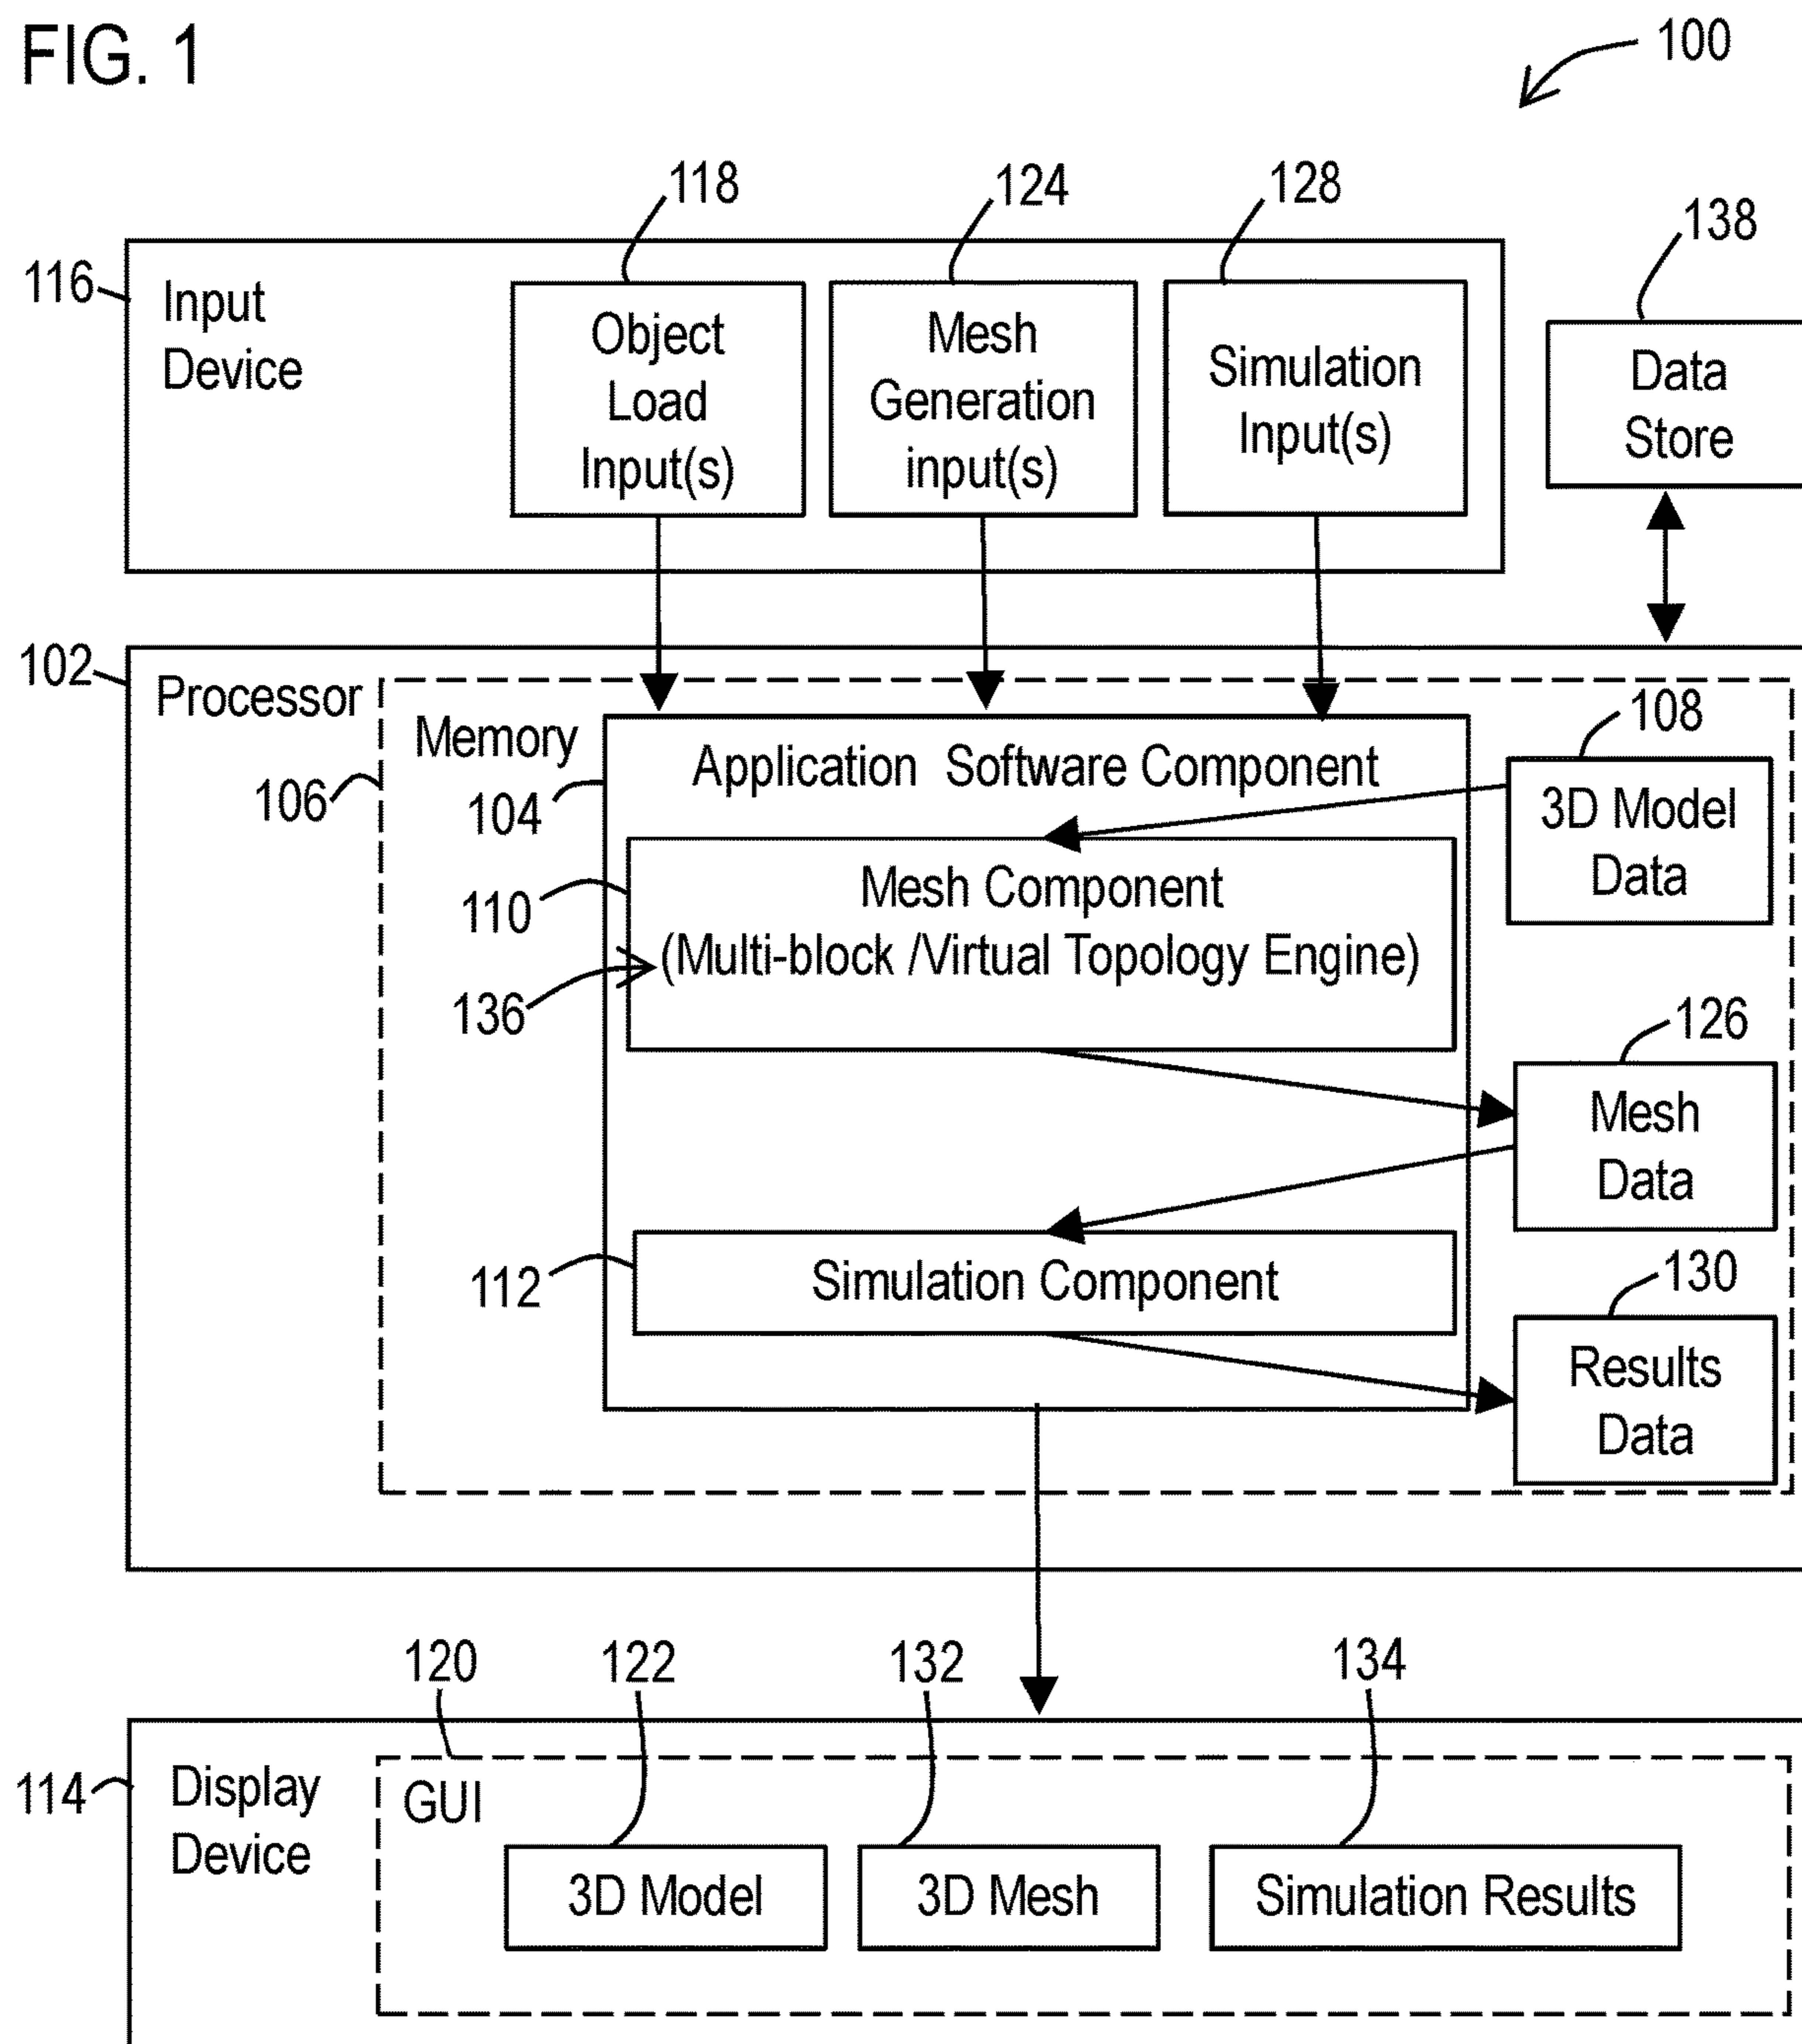 FIG. 1
100
118
124
128
138
116
Input
Device
Object
Load
Input(s)
Mesh
Generation
input(s)
Simulation
Input(s)
Data
Store
102
Processor
106
Memory
104
Application Software Component
108
3D Model
Data
110
Mesh Component
(Multi-block /Virtual Topology Engine)
136
126
Mesh
Data
112
Simulation Component
130
Results
Data
120
122
132
134
114
Display
Device
GUI
3D Model
3D Mesh
Simulation Results